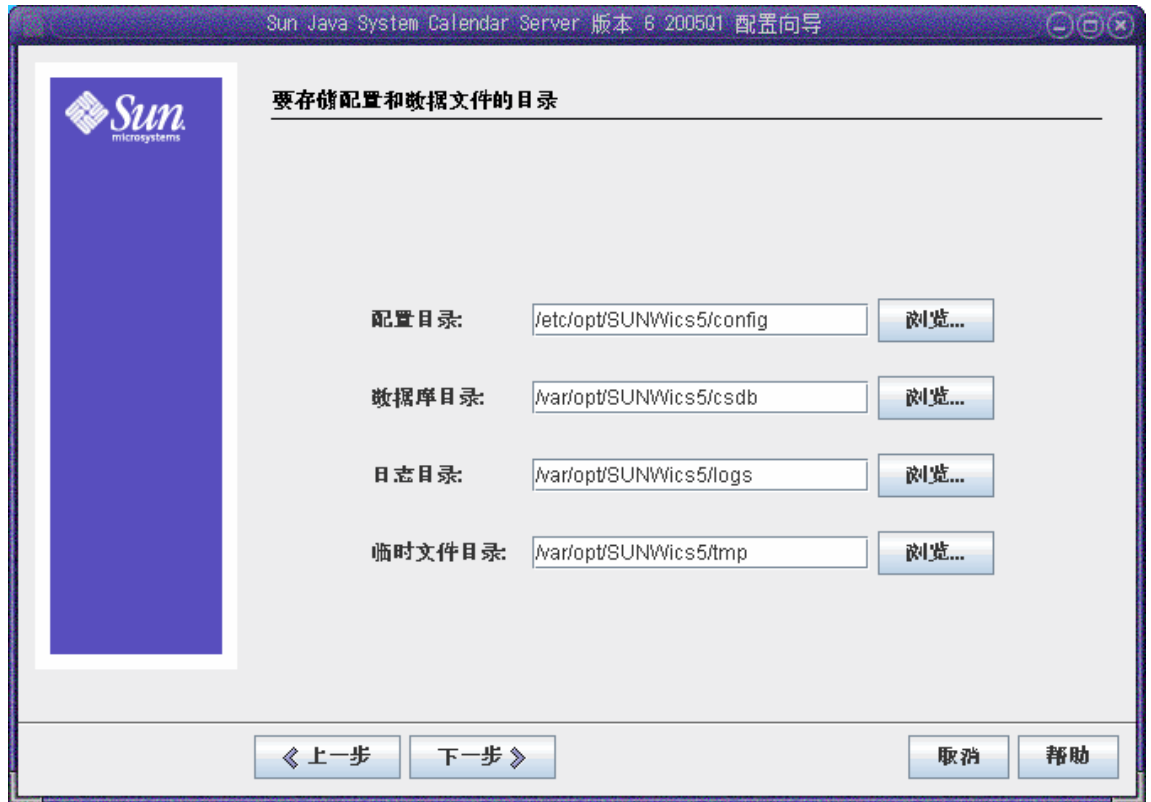 Sun Java System Calendar Server 版本 6 2005Q1 配置向导
Sun
microsystems
要存储配置和数据文件的目录
配置目录: /etc/opt/SUNWics5/config 浏览...
数据库目录: /var/opt/SUNWics5/csdb 浏览...
日志目录: /var/opt/SUNWics5/logs 浏览...
临时文件目录: /var/opt/SUNWics5/tmp 浏览...
上一步 下一步 取消 帮助